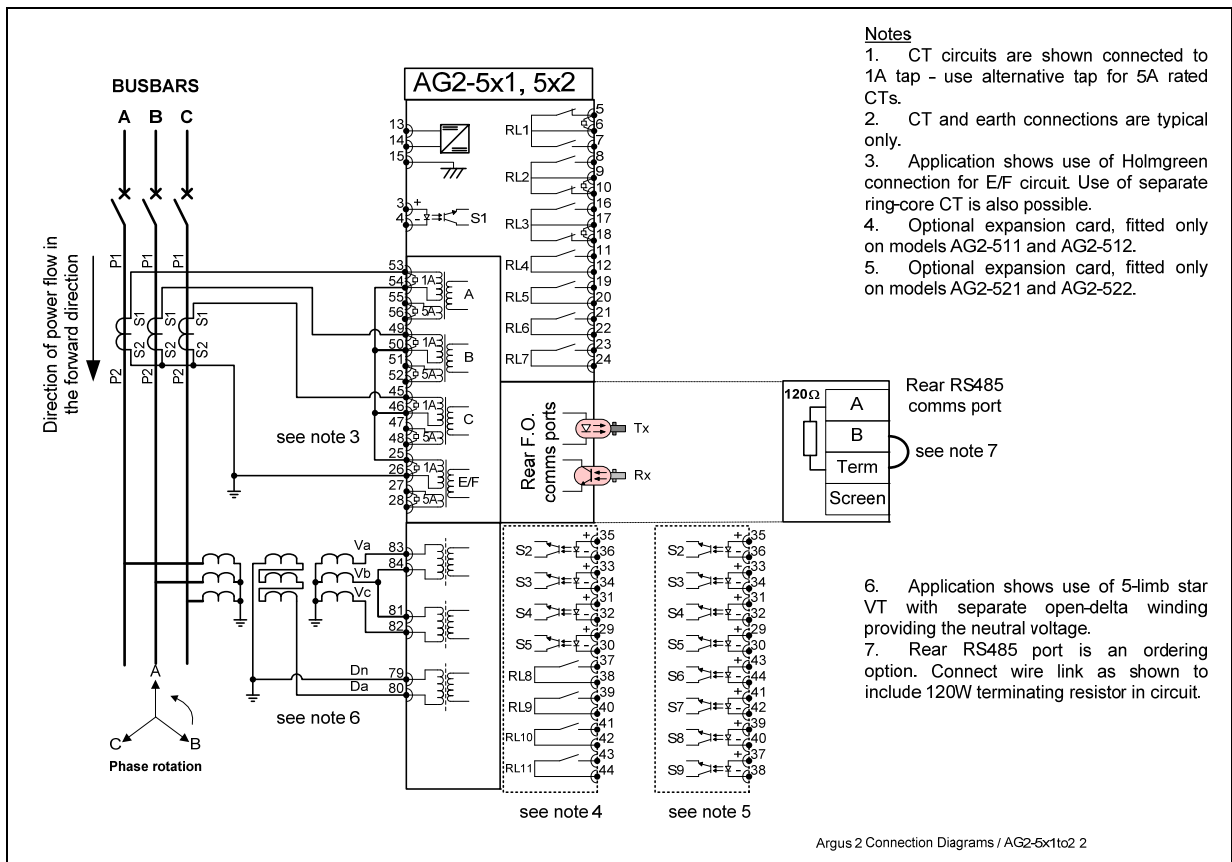 BUSBARS
A B C
AG2-5x1, 5x2
13
14
15
3 +
4 -
S1
Direction of power flow in
the forward direction
P1 P1 P1
S1 S1 S1
S2 S2 S2
P2 P2 P2
53
54 1A
55
56 5A
A
49
50 1A
51
52 5A
B
45
46 1A
47
48 5A
C
25
26 1A
27
28 5A
E/F
see note 3
RL1
5
6
7
RL2
8
9
10
RL3
16
17
18
RL4
11
12
RL5
19
20
RL6
21
22
RL7
23
24
Rear F.O.
comms ports
Tx
Rx
120Ω
A
B
Term
Screen
Rear RS485
comms port
see note 7
Va 83
84
Vb
81
Vc 82
Dn 79
Da 80
see note 6
S2 + 35
- 36
S3 + 33
- 34
S4 + 31
- 32
S5 + 29
- 30
RL8 37
38
RL9 39
40
RL10 41
42
RL11 43
44
see note 4
S2 + 35
- 36
S3 + 33
- 34
S4 + 31
- 32
S5 + 29
- 30
S6 + 43
- 44
S7 + 41
- 42
S8 + 39
- 40
S9 + 37
- 38
see note 5
A
C B
Phase rotation
Notes
1. CT circuits are shown connected to
1A tap - use alternative tap for 5A rated
CTs.
2. CT and earth connections are typical
only.
3. Application shows use of Holmgreen
connection for E/F circuit. Use of separate
ring-core CT is also possible.
4. Optional expansion card, fitted only
on models AG2-511 and AG2-512.
5. Optional expansion card, fitted only
on models AG2-521 and AG2-522.
6. Application shows use of 5-limb star
VT with separate open-delta winding
providing the neutral voltage.
7. Rear RS485 port is an ordering
option. Connect wire link as shown to
include 120W terminating resistor in circuit.
Argus 2 Connection Diagrams / AG2-5x1to2 2